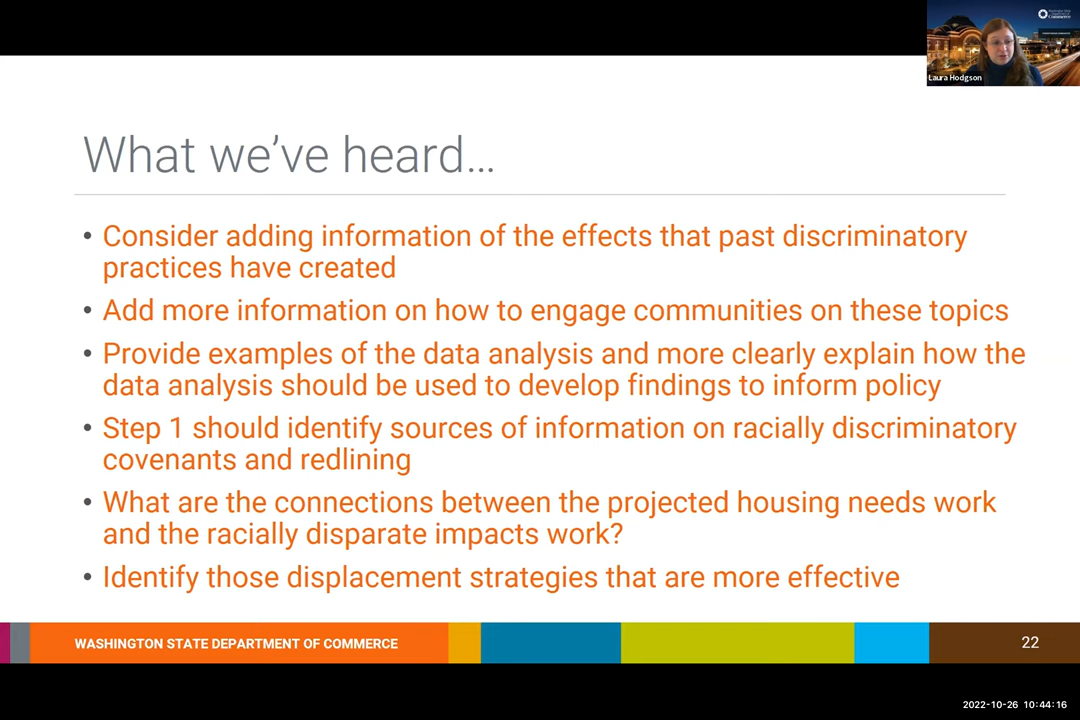 Commerce
Laura Hodgson
What we've heard...
• Consider adding information of the effects that past discriminatory
practices have created
• Add more information on how to engage communities on these topics
• Provide examples of the data analysis and more clearly explain how the
data analysis should be used to develop findings to inform policy
• Step 1 should identify sources of information on racially discriminatory
covenants and redlining
• What are the connections between the projected housing needs work
and the racially disparate impacts work?
• Identify those displacement strategies that are more effective
WASHINGTON STATE DEPARTMENT OF COMMERCE
22
2022-10-26 10:44:16